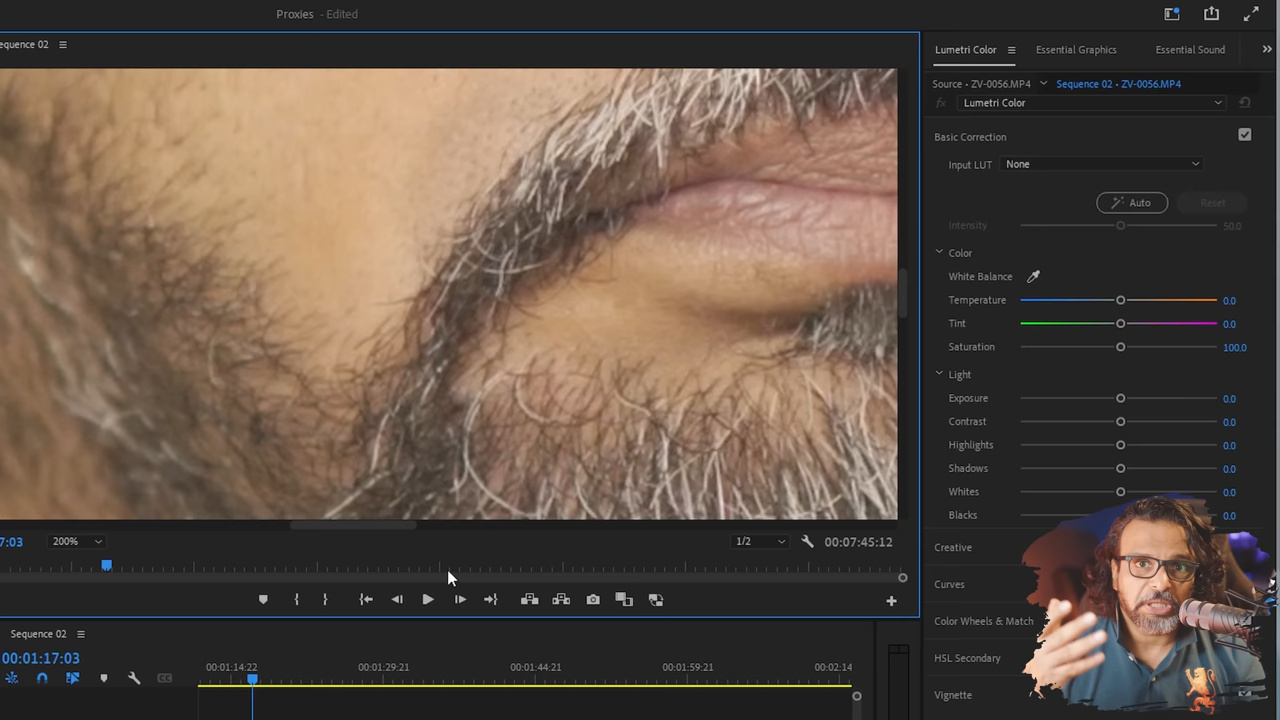 Proxies - Edited
equence 02
Lumetri Color
Essential Graphics
Essential Sound
Source • ZV-0056.MP4
Sequence 02 • ZV-0056.MP4
fx
Lumetri Color
Basic Correction
Input LUT
None
Auto
Reset
Intensity
50.0
Color
White Balance
Temperature
0.0
Tint
0.0
Saturation
100.0
Light
Exposure
0.0
Contrast
0.0
Highlights
0.0
Shadows
0.0
Whites
0.0
Blacks
0.0
Creative
Curves
Color Wheels & Match
HSL Secondary
Vignette
7:03
200%
1/2
00:07:45:12
Sequence 02
00:01:17:03
00:01:14:22
00:01:29:21
00:01:44:21
00:01:59:21
00:02:14